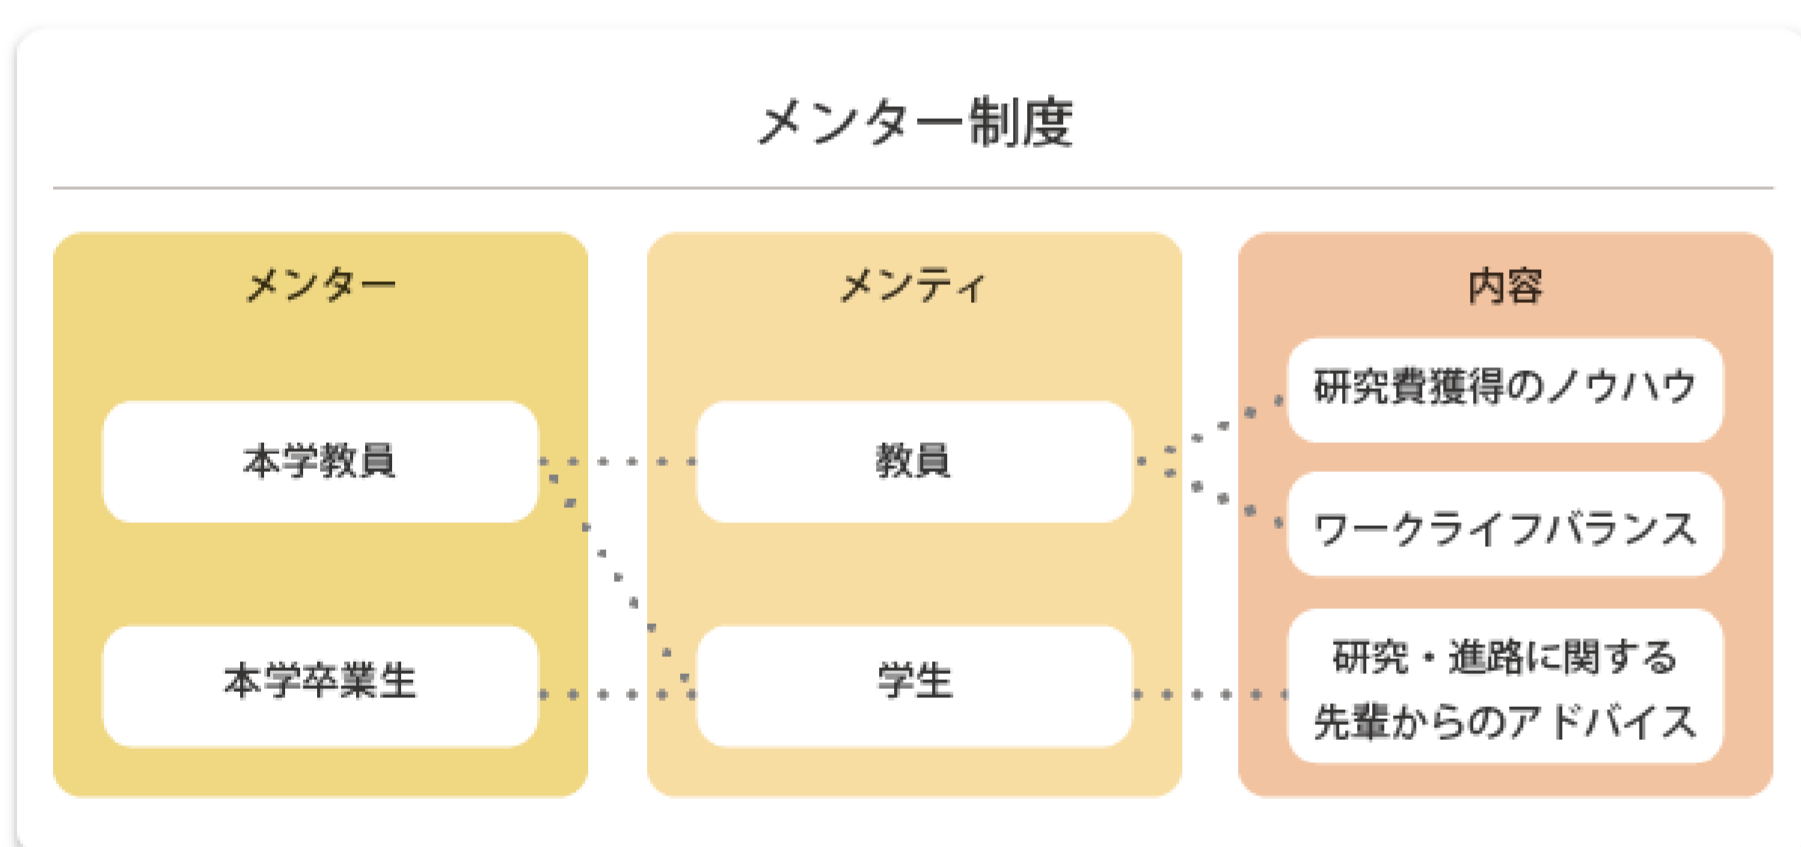 メンター制度
メンター
本学教員
本学卒業生
メンティ
教員
学生
内容
研究費獲得のノウハウ
ワークライフバランス
研究・進路に関する
先輩からのアドバイス